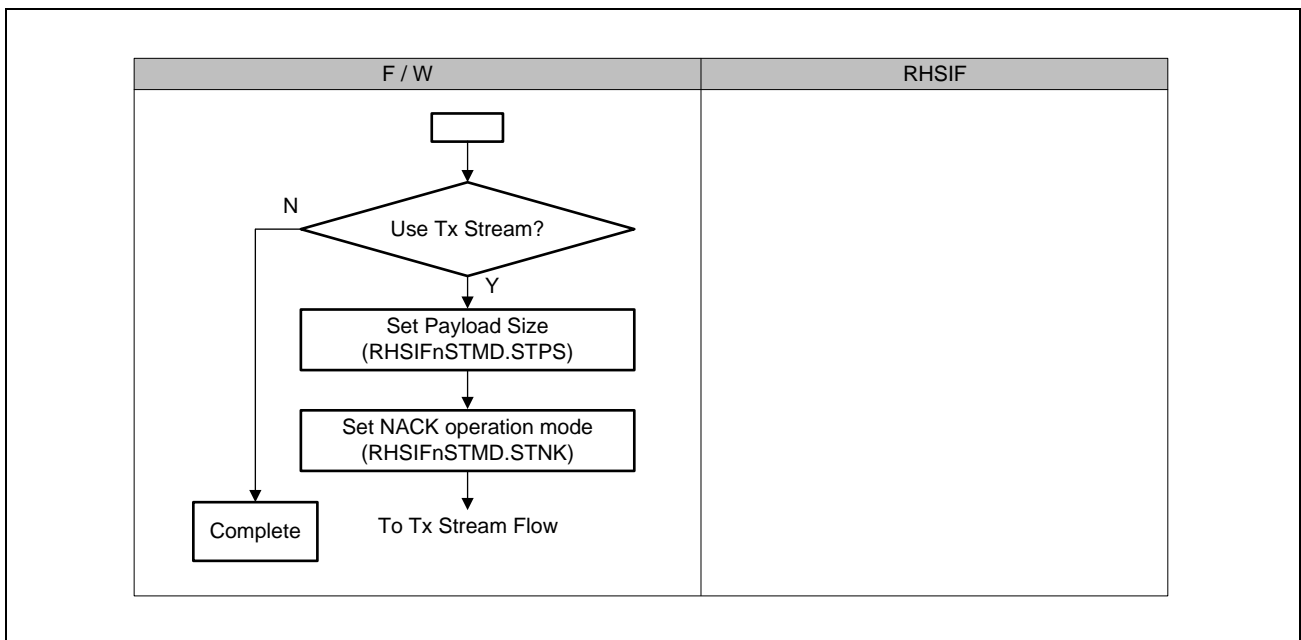 F / W
RHSIF
N
Use Tx Stream?
Y
Set Payload Size
(RHSIFnSTMD.STPS)
Set NACK operation mode
(RHSIFnSTMD.STNK)
Complete
To Tx Stream Flow